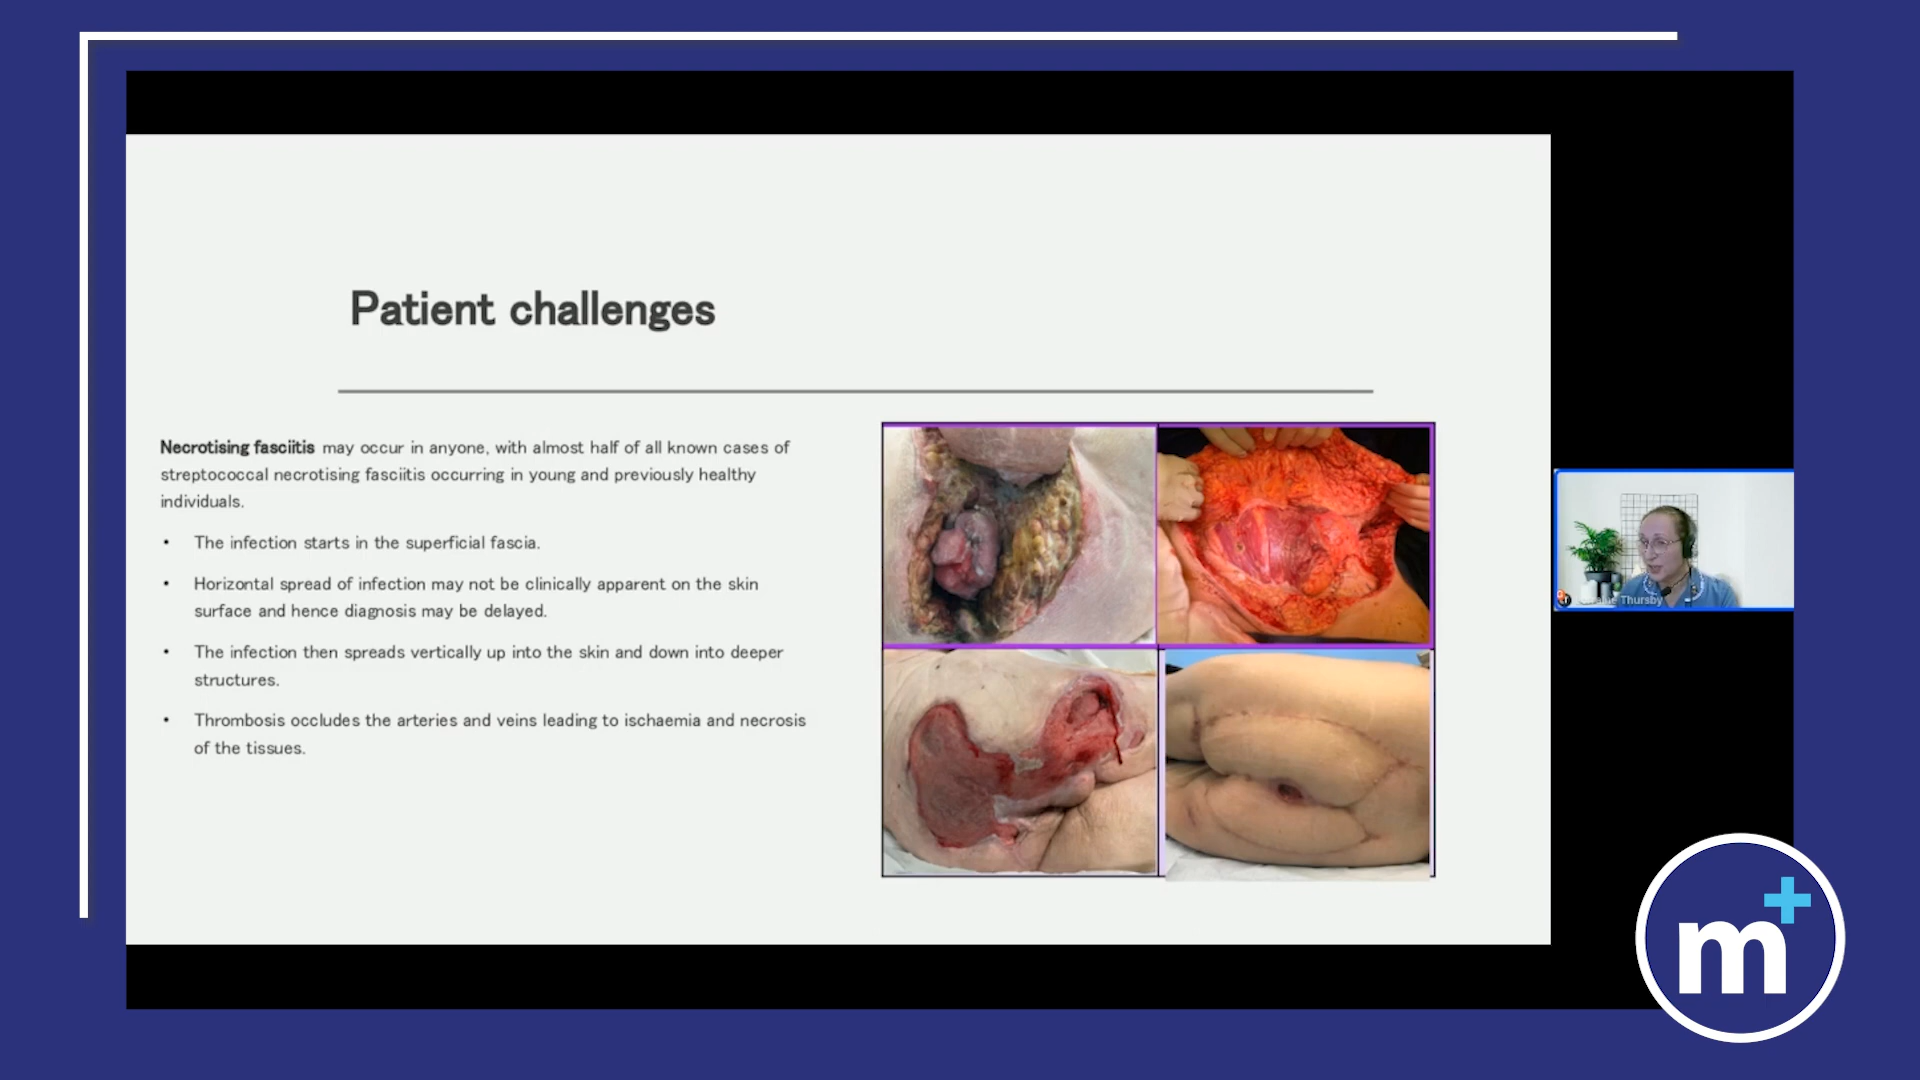 Patient challenges
Necrotising fasciitis may occur in anyone, with almost half of all known cases of
streptococcal necrotising fasciitis occurring in young and previously healthy
individuals.
• The infection starts in the superficial fascia.
• Horizontal spread of infection may not be clinically apparent on the skin
surface and hence diagnosis may be delayed.
• The infection then spreads vertically up into the skin and down into deeper
structures.
• Thrombosis occludes the arteries and veins leading to ischaemia and necrosis
of the tissues.
Thursby
m+